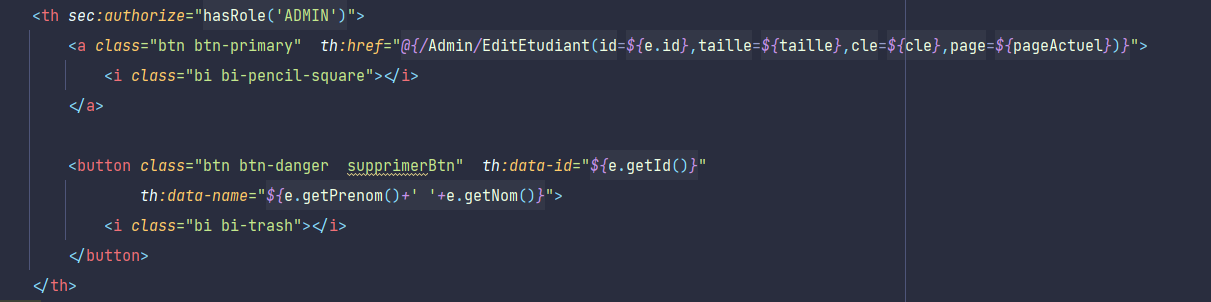 <th sec:authorize="hasRole('ADMIN')">
<a class="btn btn-primary"  th:href="@{/Admin/EditEtudiant(id=${e.id},taille=${taille},cle=${cle},page=${pageActuel})}">
<i class="bi bi-pencil-square"></i>
</a>
<button class="btn btn-danger  supprimerBtn"  th:data-id="${e.getId()}"
th:data-name="${e.getPrenom()+' '+e.getNom()}">
<i class="bi bi-trash"></i>
</button>
</th>